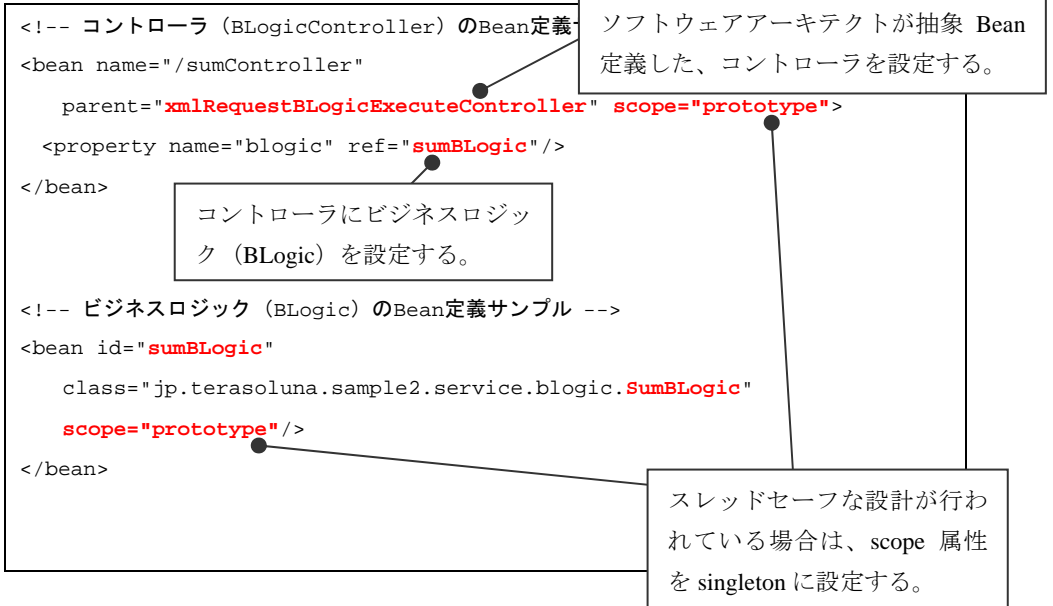 <!-- コントローラ（BLogicController）のBean定義
ソフトウェアアーキテクトが抽象 Bean
定義した、コントローラを設定する。
<bean name="/sumController"
parent="xmlRequestBLogicExecuteController" scope="prototype">
<property name="blogic" ref="sumBLogic"/>
</bean>
コントローラにビジネスロジッ
ク（BLogic）を設定する。
<!-- ビジネスロジック（BLogic）のBean定義サンプル -->
<bean id="sumBLogic"
class="jp.terasoluna.sample2.service.blogic.SumBLogic"
scope="prototype"/>
</bean>
スレッドセーフな設計が行わ
れている場合は、scope 属性
を singleton に設定する。